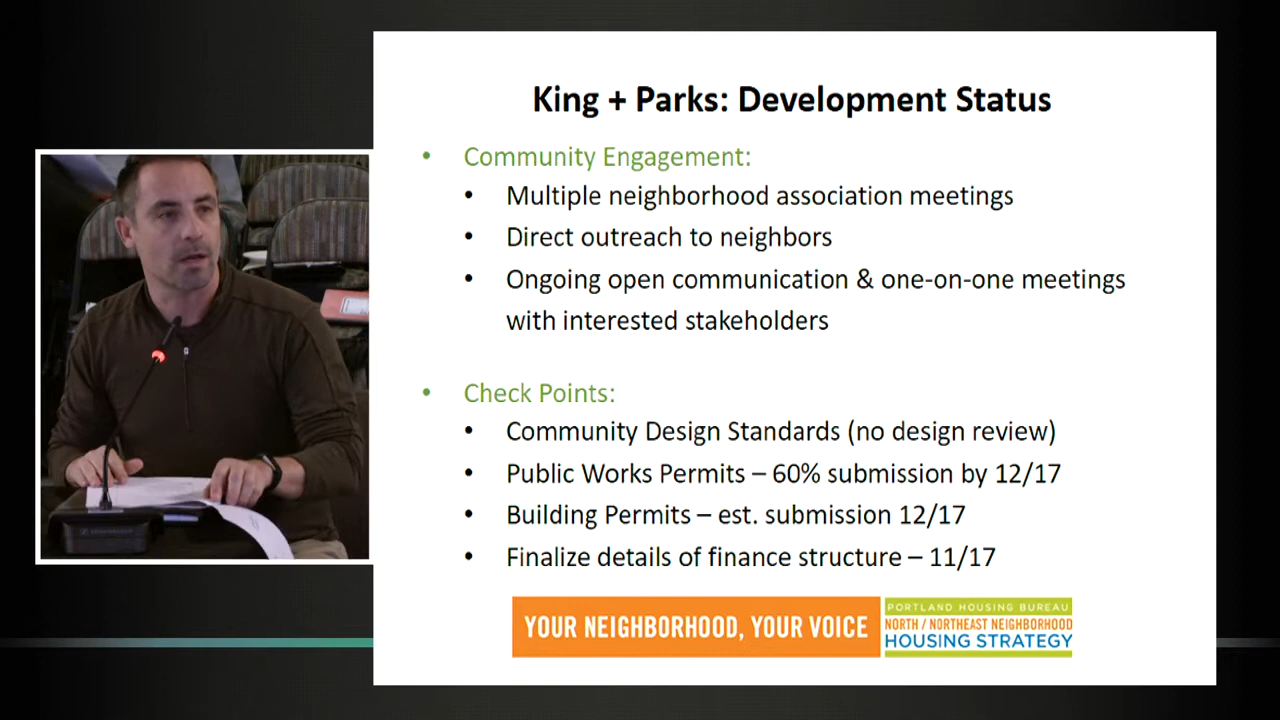 King + Parks: Development Status
• Community Engagement:
• Multiple neighborhood association meetings
• Direct outreach to neighbors
• Ongoing open communication & one-on-one meetings
with interested stakeholders
• Check Points:
• Community Design Standards (no design review)
• Public Works Permits – 60% submission by 12/17
• Building Permits – est. submission 12/17
• Finalize details of finance structure – 11/17
YOUR NEIGHBORHOOD, YOUR VOICE
PORTLAND HOUSING BUREAU
NORTH / NORTHEAST NEIGHBORHOOD
HOUSING STRATEGY